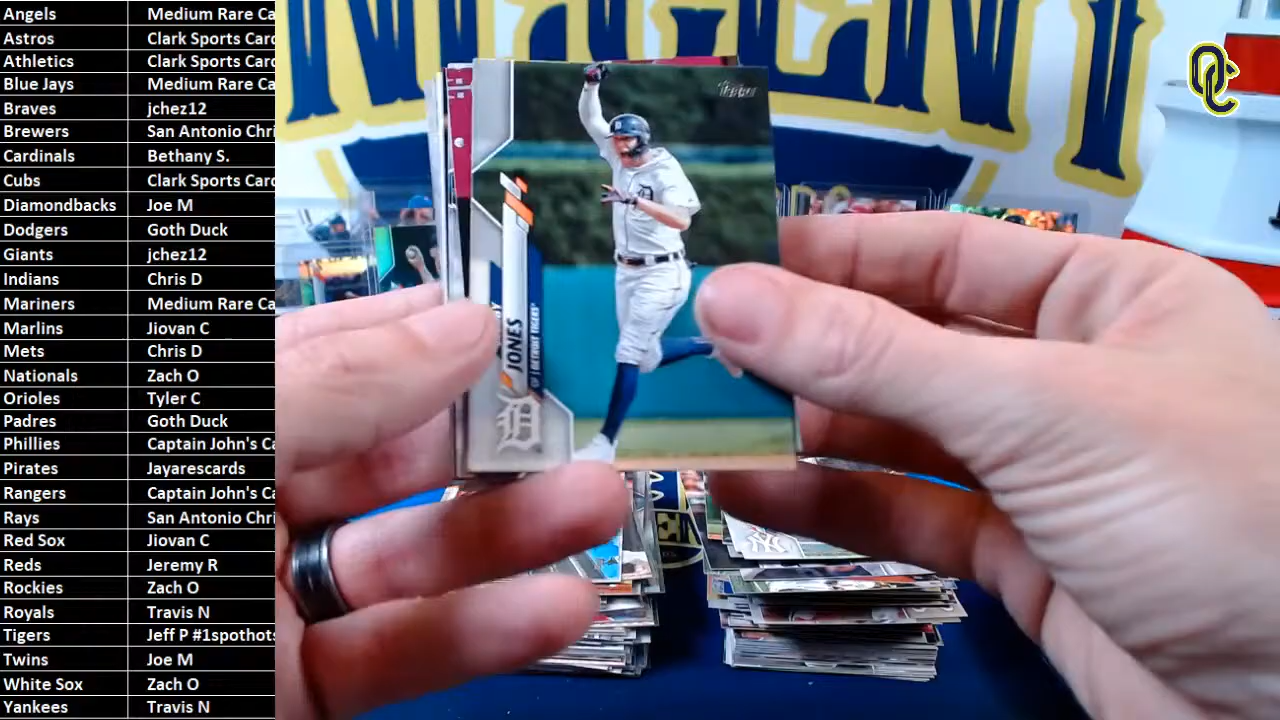 Angels Medium Rare Ca
Astros Clark Sports Card
Athletics Clark Sports Card
Blue Jays Medium Rare Ca
Braves jchez12
Brewers San Antonio Chri
Cardinals Bethany S.
Cubs Clark Sports Card
Diamondbacks Joe M
Dodgers Goth Duck
Giants jchez12
Indians Chris D
Mariners Medium Rare Ca
Marlins Jiovan C
Mets Chris D
Nationals Zach O
Orioles Tyler C
Padres Goth Duck
Phillies Captain John's Ca
Pirates Jayarescards
Rangers Captain John's Ca
Rays San Antonio Chri
Red Sox Jiovan C
Reds Jeremy R
Rockies Zach O
Royals Travis N
Tigers Jeff P #1spothots
Twins Joe M
White Sox Zach O
Yankees Travis N
Topps
JONES
DETROIT TIGERS
D
OC